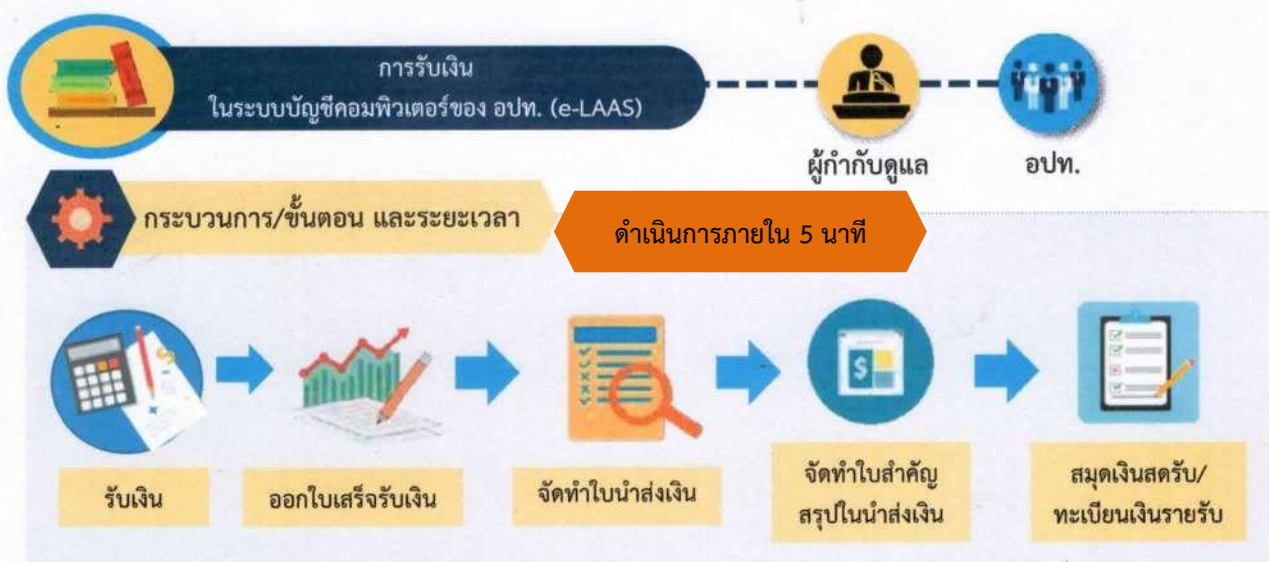 การรับเงิน
ในระบบบัญชีคอมพิวเตอร์ของ อปท. (e-LAAS)
ผู้กำกับดูแล
อปท.
กระบวนการ/ขั้นตอน และระยะเวลา
ดำเนินการภายใน 5 นาที
รับเงิน
ออกใบเสร็จรับเงิน
จัดทำใบนำส่งเงิน
จัดทำใบสำคัญ
สรุปในนำส่งเงิน
สมุดเงินสดรับ/
ทะเบียนเงินรายรับ